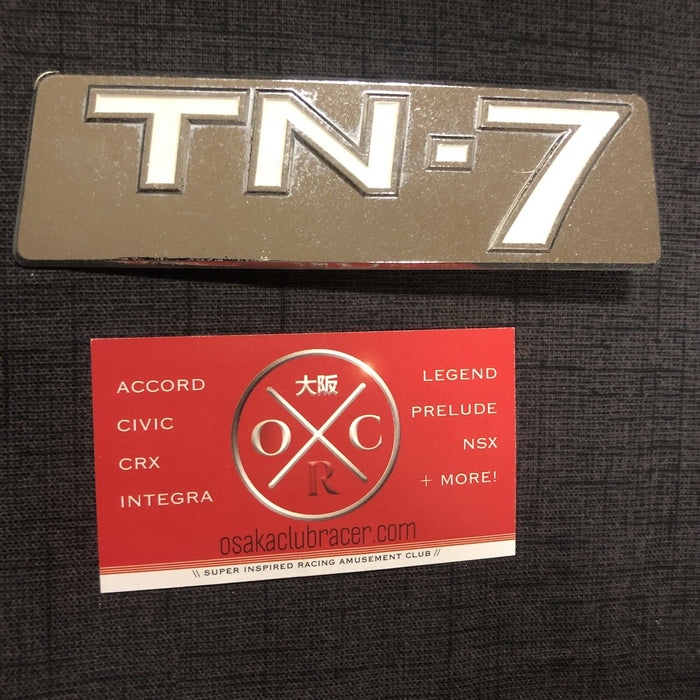 TN-7
ACCORD
CIVIC
CRX
INTEGRA
大阪
O C
R
LEGEND
PRELUDE
NSX
+ MORE!
osakaclubracer.com
\\ SUPER INSPIRED RACING AMUSEMENT CLUB //